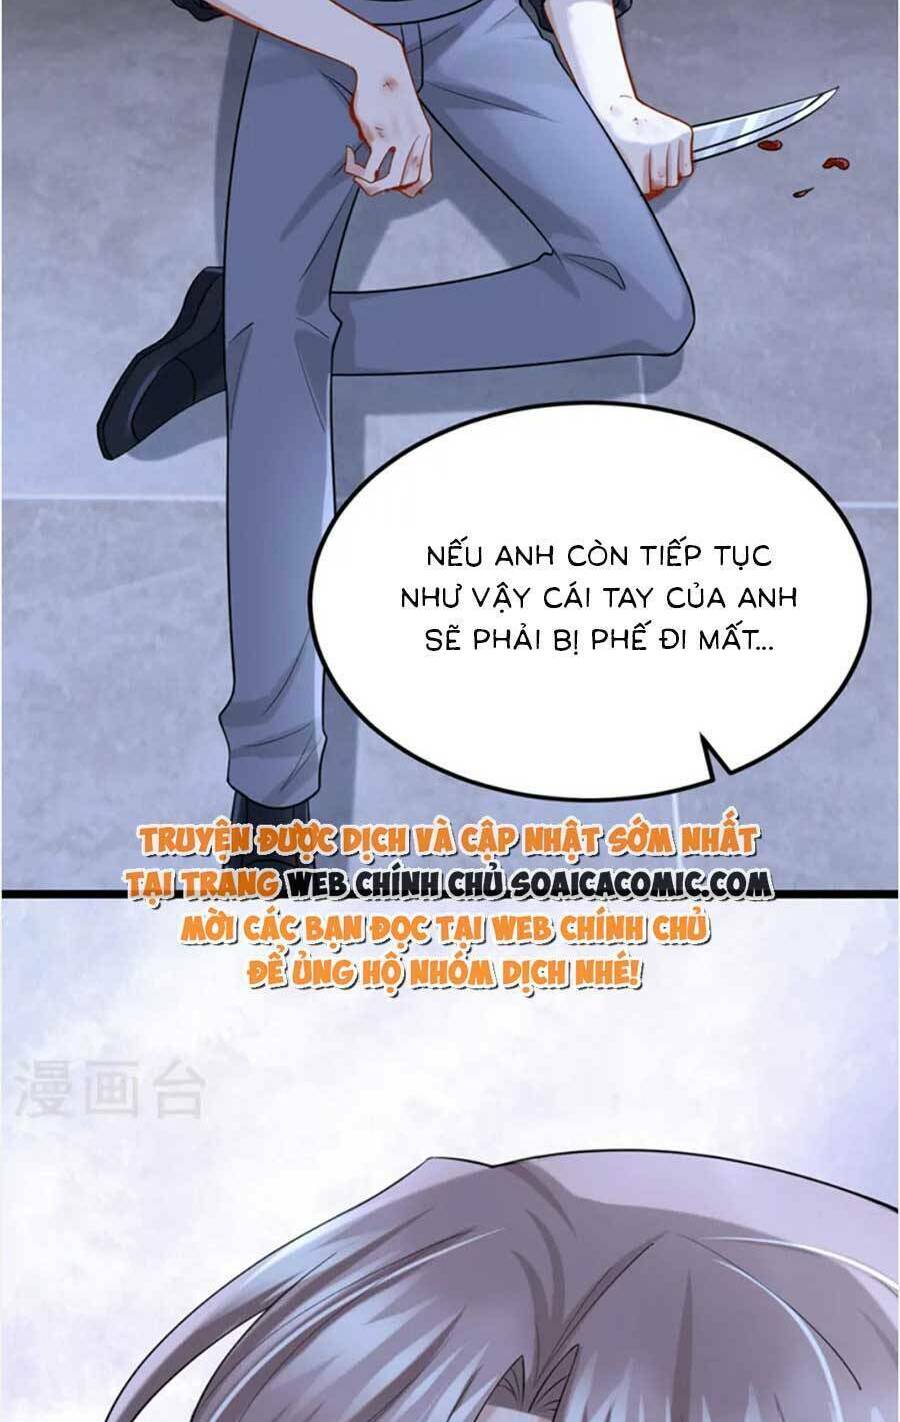 NẾU ANH CÒN TIẾP TỤC
NHƯ VẬY CÁI TAY CỦA ANH
SẼ PHẢI BỊ PHẾ ĐI MẤT...
TRUYỆN ĐƯỢC DỊCH VÀ CẬP NHẬT SỚM NHẤT
TẠI TRANG WEB CHÍNH CHỦ SOAICACOMIC.COM
MỜI CÁC BẠN ĐỌC TẠI WEB CHÍNH CHỦ
ĐỂ ỦNG HỘ NHÓM DỊCH NHÉ!
漫画台